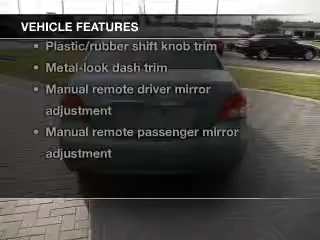 VEHICLE FEATURES
• Plastic/rubber shift knob trim
• Metal-look dash trim
• Manual remote driver mirror
adjustment
• Manual remote passenger mirror
adjustment